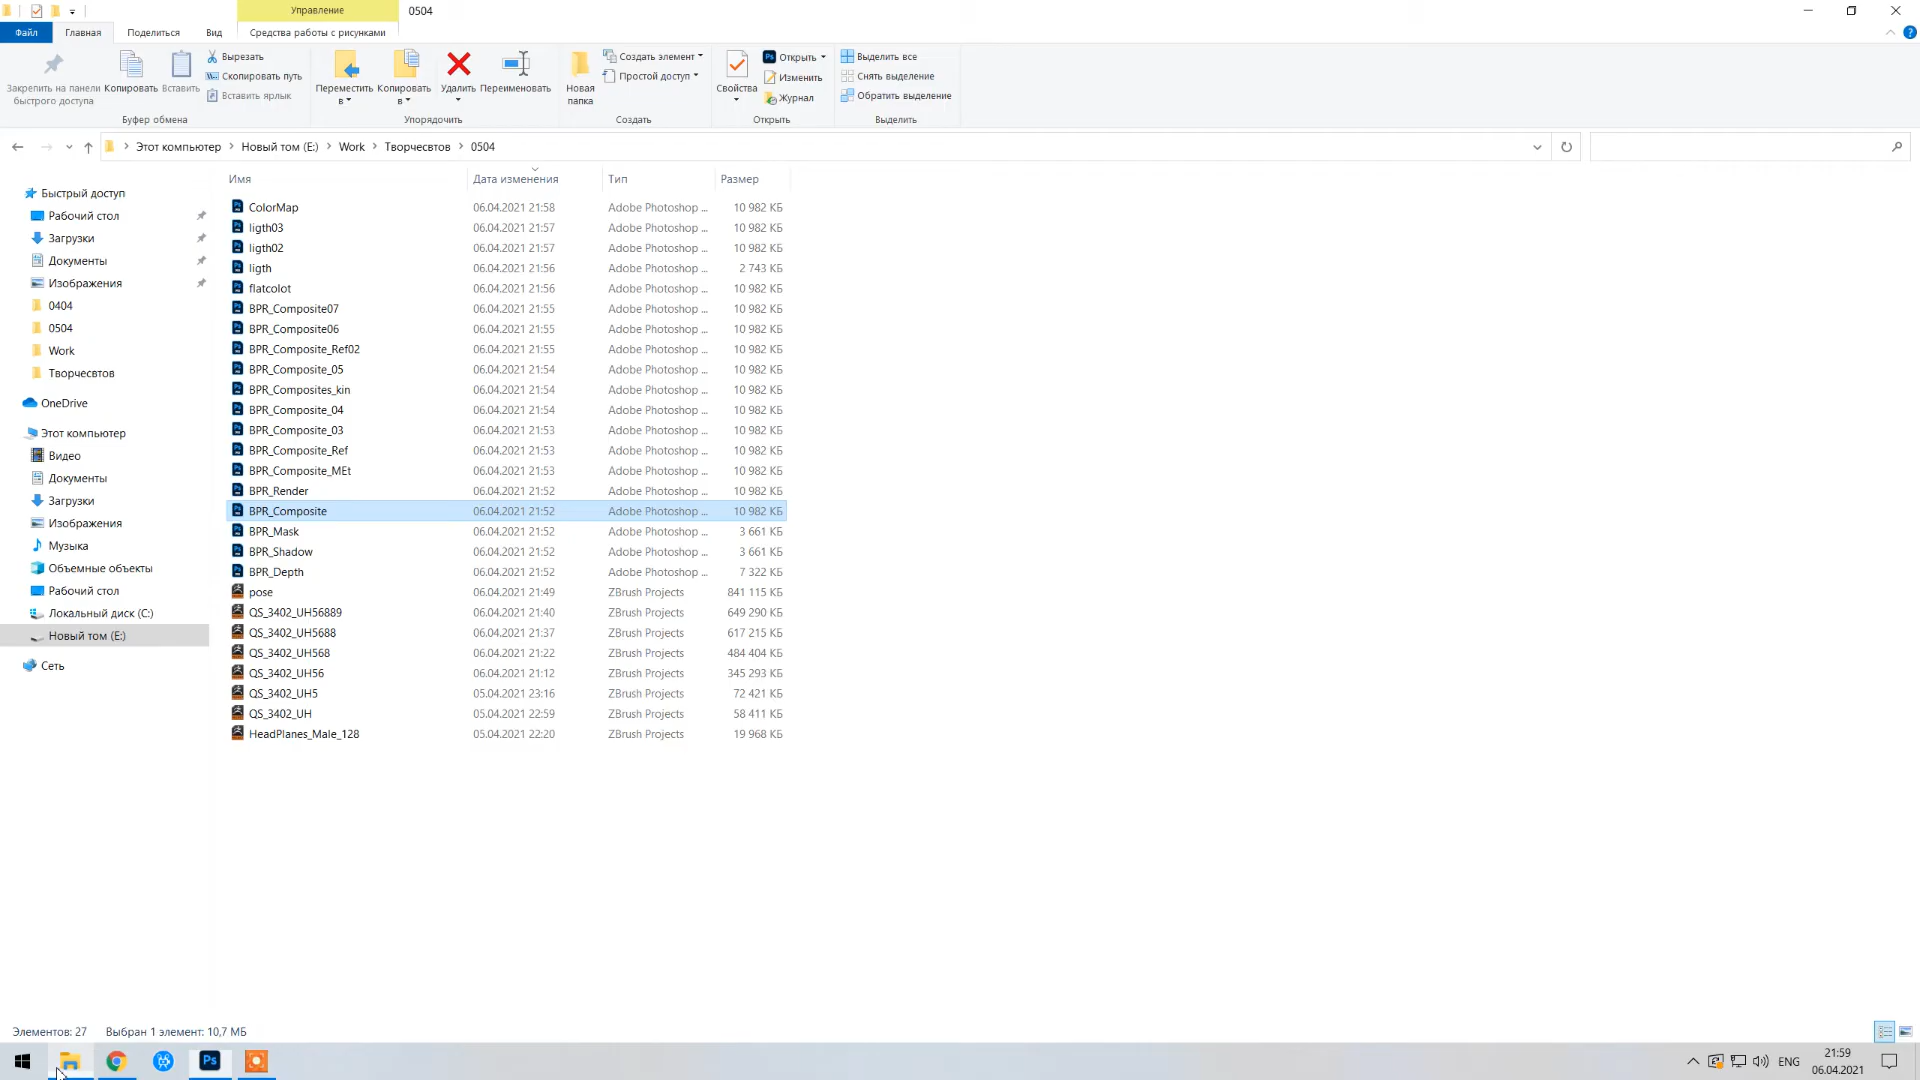 Управление
0504
Файл
Главная
Поделиться
Вид
Средства работы с рисунками
Закрепить на панели быстрого доступа
Копировать
Вставить
Вырезать
Скопировать путь
Вставить ярлык
Буфер обмена
Переместить в
Копировать в
Удалить
Переименовать
Упорядочить
Новая папка
Создать элемент
Простой доступ
Создать
Свойства
Открыть
Изменить
Журнал
Открыть
Выделить все
Снять выделение
Обратить выделение
Выделить
Этот компьютер > Новый том (E:) > Work > Творчесвтов > 0504
Быстрый доступ
Рабочий стол
Загрузки
Документы
Изображения
0404
0504
Work
Творчесвтов
OneDrive
Этот компьютер
Видео
Документы
Загрузки
Изображения
Музыка
Объемные объекты
Рабочий стол
Локальный диск (C:)
Новый том (E:)
Сеть
Имя Дата изменения Тип Размер
ColorMap 06.04.2021 21:58 Adobe Photoshop ... 10 982 КБ
ligth03 06.04.2021 21:57 Adobe Photoshop ... 10 982 КБ
ligth02 06.04.2021 21:57 Adobe Photoshop ... 10 982 КБ
ligth 06.04.2021 21:56 Adobe Photoshop ... 2 743 КБ
flatcolot 06.04.2021 21:56 Adobe Photoshop ... 10 982 КБ
BPR_Composite07 06.04.2021 21:55 Adobe Photoshop ... 10 982 КБ
BPR_Composite06 06.04.2021 21:55 Adobe Photoshop ... 10 982 КБ
BPR_Composite_Ref02 06.04.2021 21:55 Adobe Photoshop ... 10 982 КБ
BPR_Composite_05 06.04.2021 21:54 Adobe Photoshop ... 10 982 КБ
BPR_Composites_kin 06.04.2021 21:54 Adobe Photoshop ... 10 982 КБ
BPR_Composite_04 06.04.2021 21:54 Adobe Photoshop ... 10 982 КБ
BPR_Composite_03 06.04.2021 21:53 Adobe Photoshop ... 10 982 КБ
BPR_Composite_Ref 06.04.2021 21:53 Adobe Photoshop ... 10 982 КБ
BPR_Composite_MEt 06.04.2021 21:53 Adobe Photoshop ... 10 982 КБ
BPR_Render 06.04.2021 21:52 Adobe Photoshop ... 10 982 КБ
BPR_Composite 06.04.2021 21:52 Adobe Photoshop ... 10 982 КБ
BPR_Mask 06.04.2021 21:52 Adobe Photoshop ... 3 661 КБ
BPR_Shadow 06.04.2021 21:52 Adobe Photoshop ... 3 661 КБ
BPR_Depth 06.04.2021 21:52 Adobe Photoshop ... 7 322 КБ
pose 06.04.2021 21:49 ZBrush Projects 841 115 КБ
QS_3402_UH56889 06.04.2021 21:40 ZBrush Projects 649 290 КБ
QS_3402_UH5688 06.04.2021 21:37 ZBrush Projects 617 215 КБ
QS_3402_UH568 06.04.2021 21:22 ZBrush Projects 484 404 КБ
QS_3402_UH56 06.04.2021 21:12 ZBrush Projects 345 293 КБ
QS_3402_UH5 05.04.2021 23:16 ZBrush Projects 72 421 КБ
QS_3402_UH 05.04.2021 22:59 ZBrush Projects 58 411 КБ
HeadPlanes_Male_128 05.04.2021 22:20 ZBrush Projects 19 968 КБ
Элементов: 27 Выбран 1 элемент: 10,7 МБ
Ps
ENG
21:59
06.04.2021